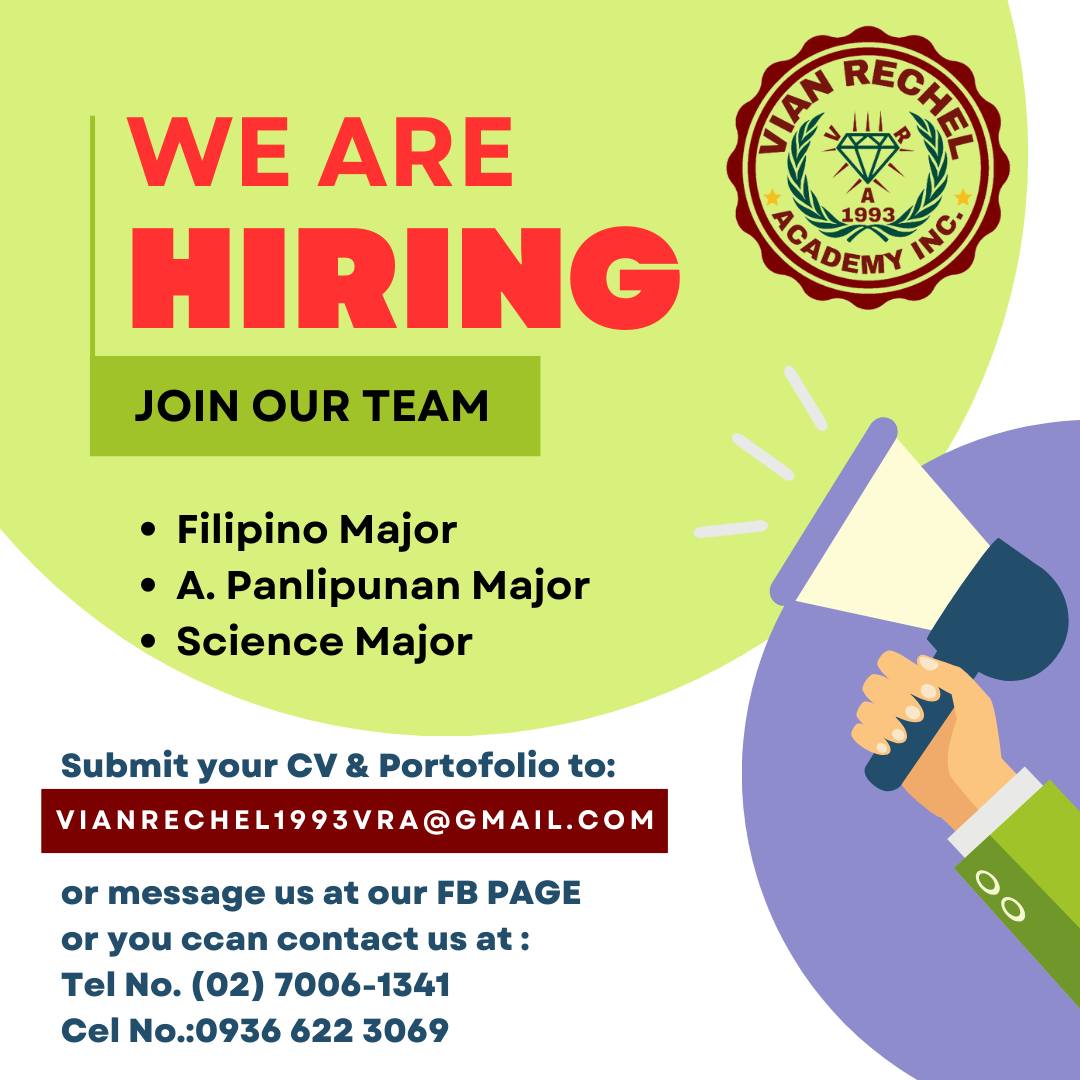 WE ARE
HIRING
JOIN OUR TEAM
VIAN RECHEL
V R
A
1993
ACADEMY INC.
• Filipino Major
• A. Panlipunan Major
• Science Major
Submit your CV & Portofolio to:
VIANRECHEL1993VRA@GMAIL.COM
or message us at our FB PAGE
or you ccan contact us at :
Tel No. (02) 7006-1341
Cel No.:0936 622 3069